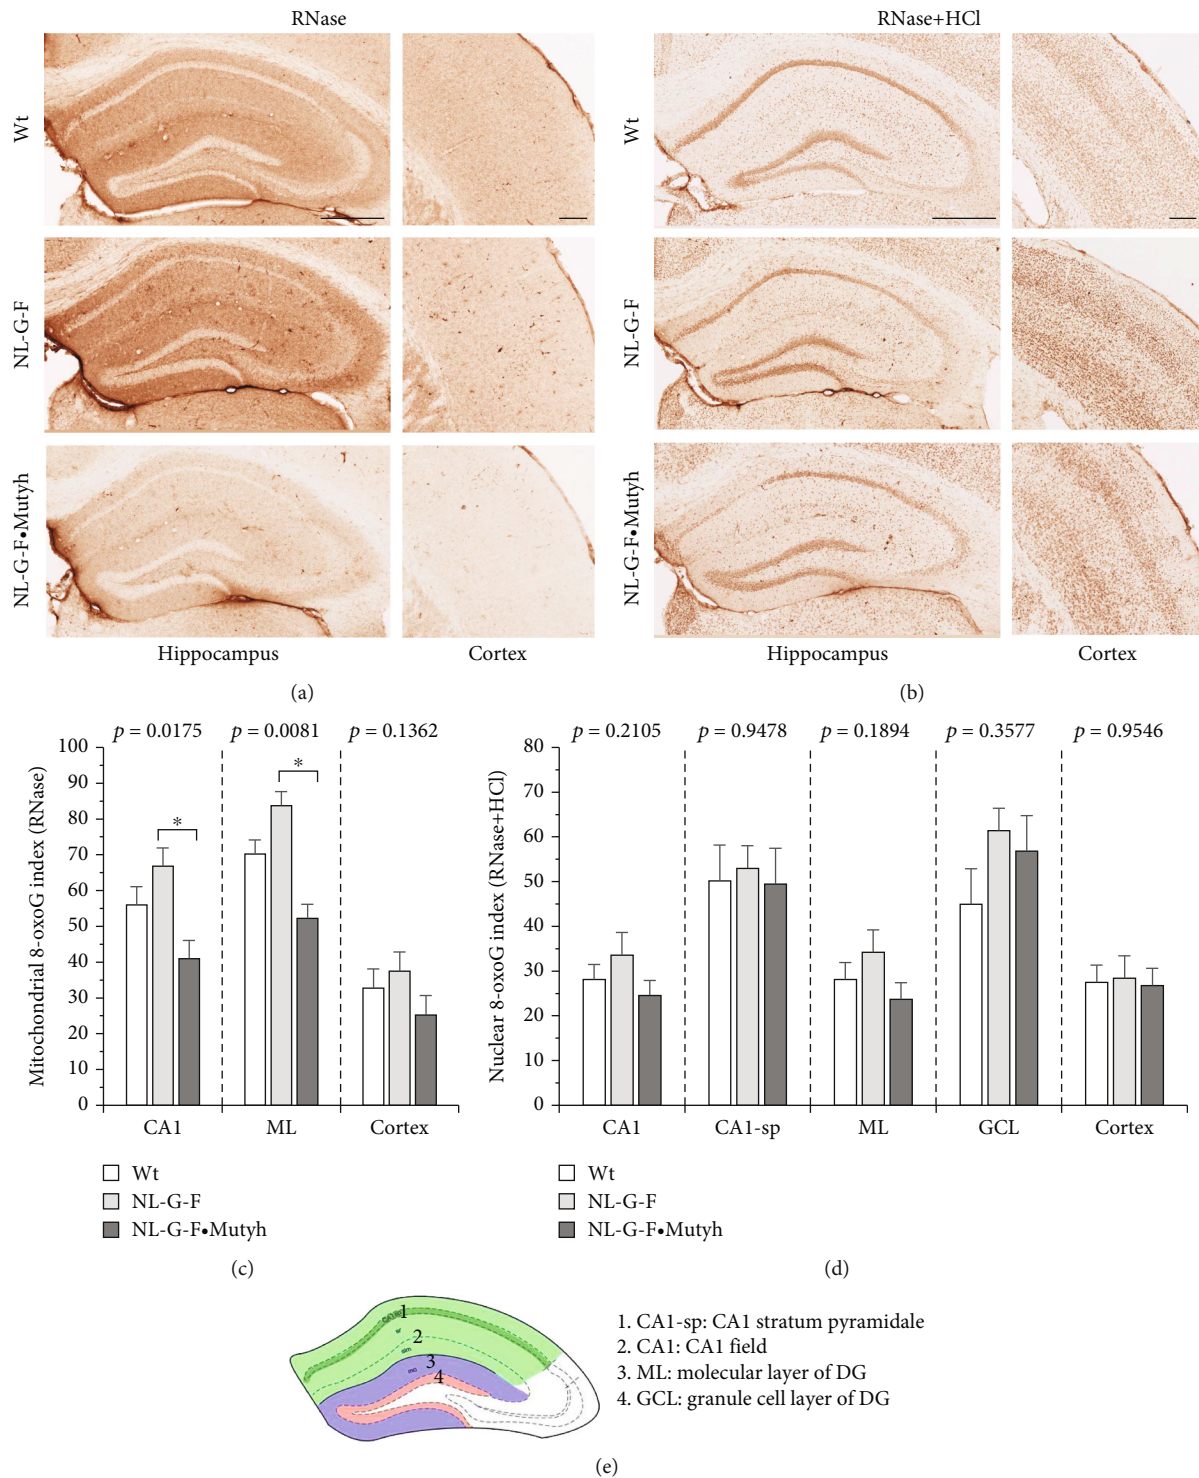 RNase
RNase+HCl
Wt
NL-G-F
NL-G-F•Mutyh
Wt
NL-G-F
NL-G-F•Mutyh
Hippocampus
Cortex
Hippocampus
Cortex
(a)
(b)
p = 0.0175
p = 0.0081
p = 0.1362
Mitochondrial 8-oxoG index (RNase)
100
90
80
70
60
50
40
30
20
10
0
*
*
CA1
ML
Cortex
Wt
NL-G-F
NL-G-F•Mutyh
(c)
p = 0.2105
p = 0.9478
p = 0.1894
p = 0.3577
p = 0.9546
Nuclear 8-oxoG index (RNase+HCl)
80
70
60
50
40
30
20
10
0
CA1
CA1-sp
ML
GCL
Cortex
Wt
NL-G-F
NL-G-F•Mutyh
(d)
1
sr
2
slm
3
mo
4
1. CA1-sp: CA1 stratum pyramidale
2. CA1: CA1 field
3. ML: molecular layer of DG
4. GCL: granule cell layer of DG
(e)